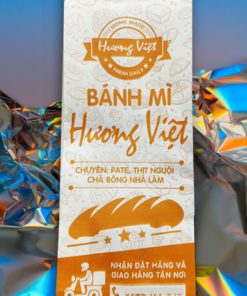 HOME MADE
Hương Việt
FRESH DAILY
BÁNH MÌ
Hương Việt
CHUYÊN: PATÉ, THỊT NGUỘI
CHÀ BÔNG NHÀ LÀM
NHẬN ĐẶT HÀNG VÀ
GIAO HÀNG TẬN NƠI